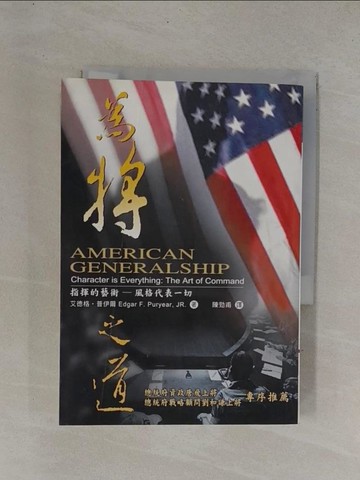 為將
AMERICAN
GENERALSHIP
Character is Everything: The Art of Command
指揮的藝術─風格代表一切
艾德格‧普伊爾 Edgar F. Puryear, JR. 著 陳勁甫 譯
之道
總統府資政唐飛上將
總統府戰略顧問劉和謙上將 專序推薦